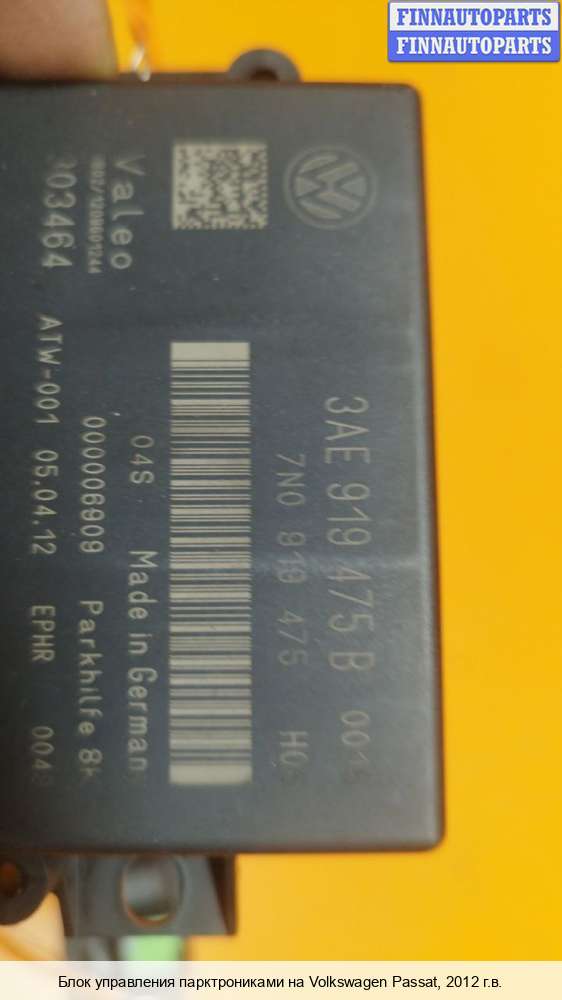 FINNAUTOPARTS
FINNAUTOPARTS
3AE 919 475 B
7N0 919 475
Made in German
04S
000006909 Parkhilfe 8K
Valeo
303464 ATW-001 05.04.12 EPHR 004
Блок управления парктрониками на Volkswagen Passat, 2012 г.в.